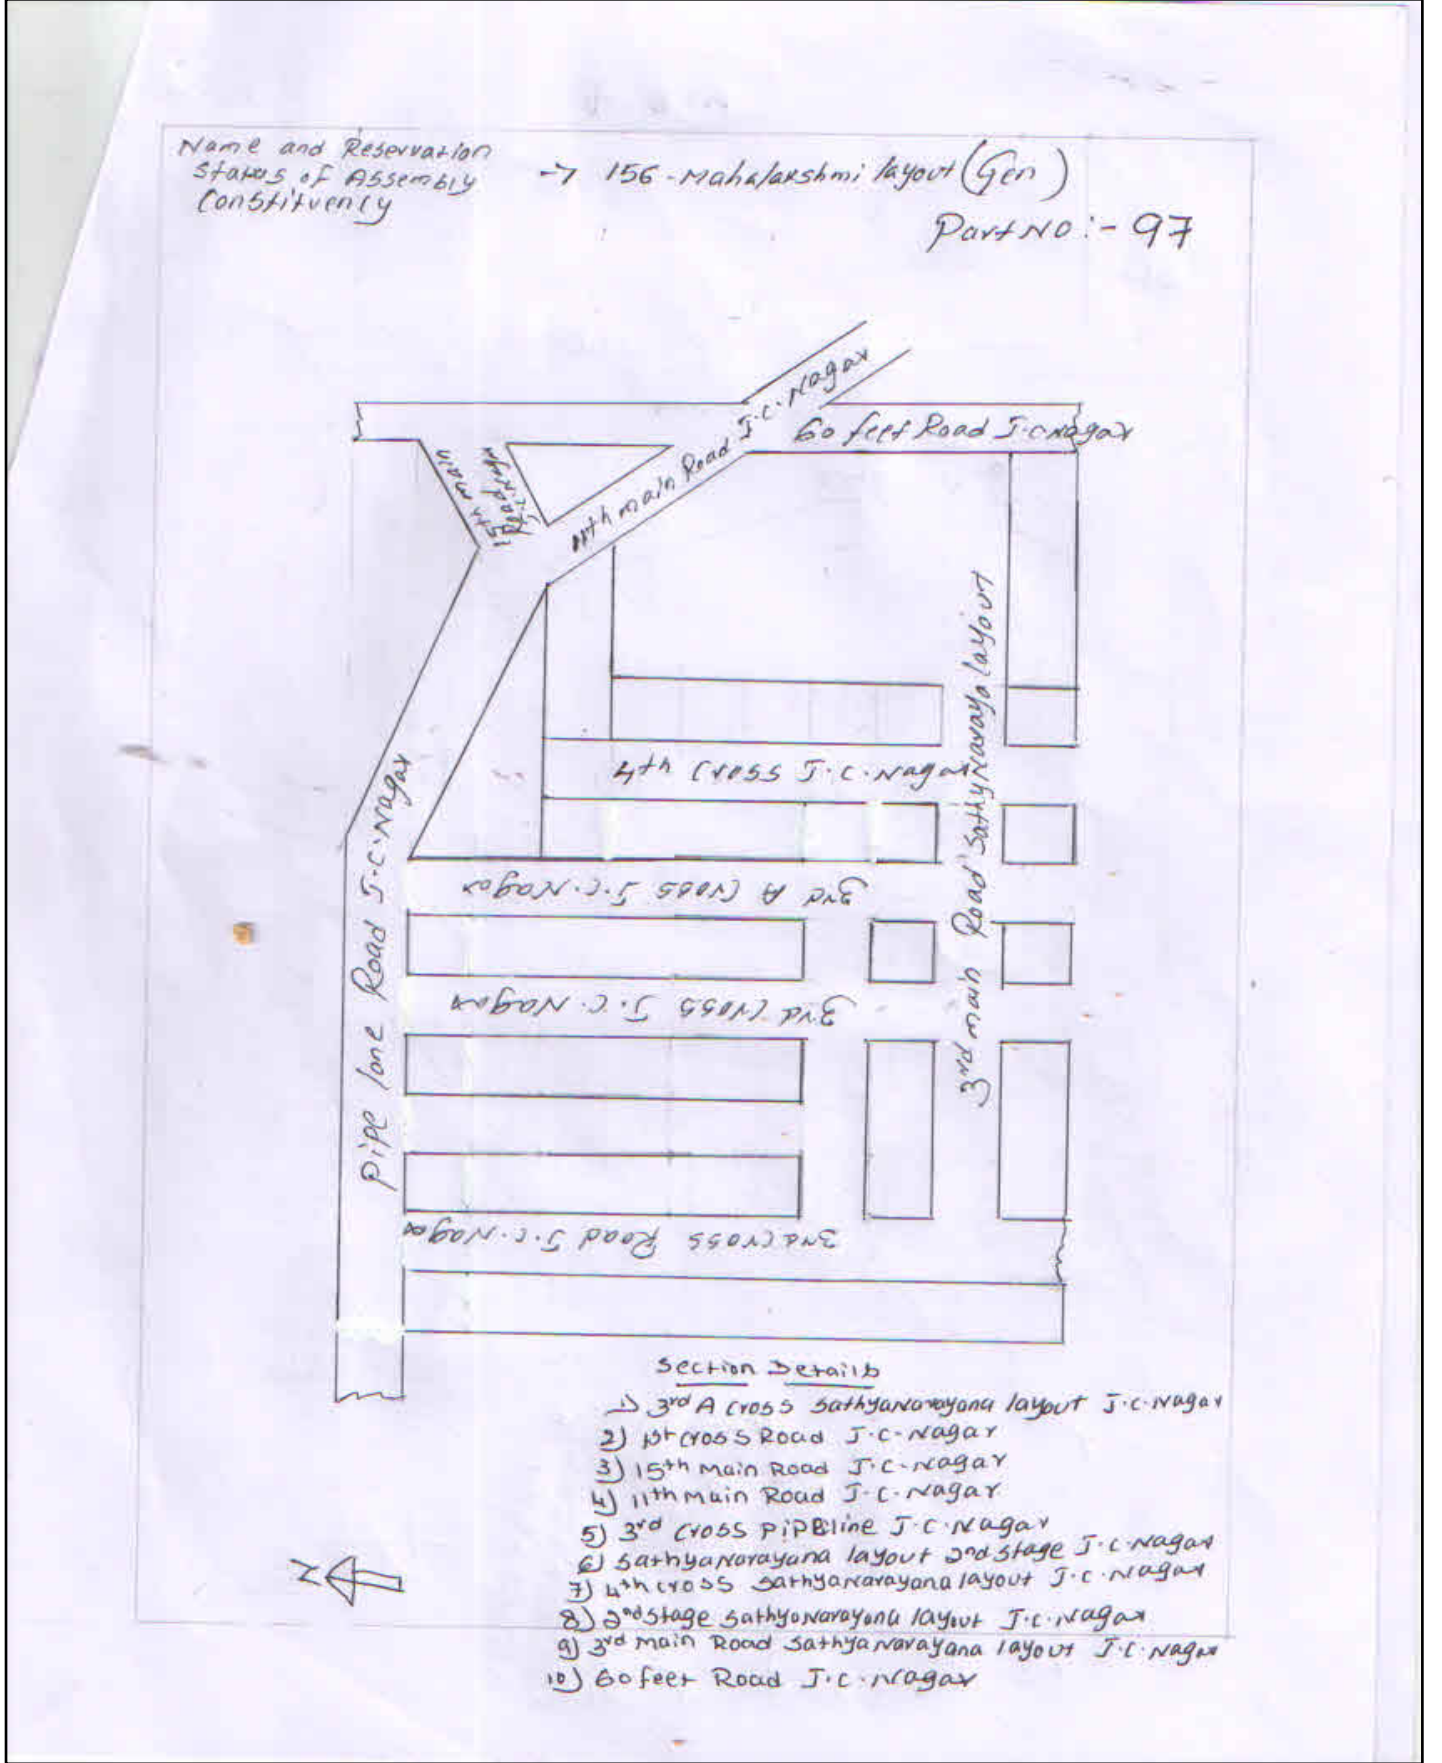 Name and Reservation
Status of Assembly
Constituency
-> 156-Mahalakshmi layout (Gen)
Part No:- 97
J.C.Nagar
60 feet Road J.C Nagar
15th main
Road
J.C.Nagar
11th main Road
3rd main Road Sathynarayala layout
4th Cross J.C.Nagar
Pipe lane Road J.C.Nagar
3rd A Cross J.C.Nagar
3rd Cross J.C.Nagar
3rd Cross Road J.C.Nagar
Section Details
1) 3rd A Cross Sathyanarayana layout J.C.Nagar
2) 1st Cross Road J.C-Nagar
3) 15th Main Road J.C-Nagar
4) 11th Main Road J.C.Nagar
5) 3rd Cross PiPEline J.C.Nagar
6) Sathyanarayana layout 2nd Stage J.C.Nagar
7) 4th Cross Sathyanarayana layout J.C.Nagar
8) 2nd Stage Sathyanarayana layout J.C.Nagar
9) 3rd Main Road Sathyanarayana layout J.C.Nagar
10) 60 feet Road J.C.Nagar
N